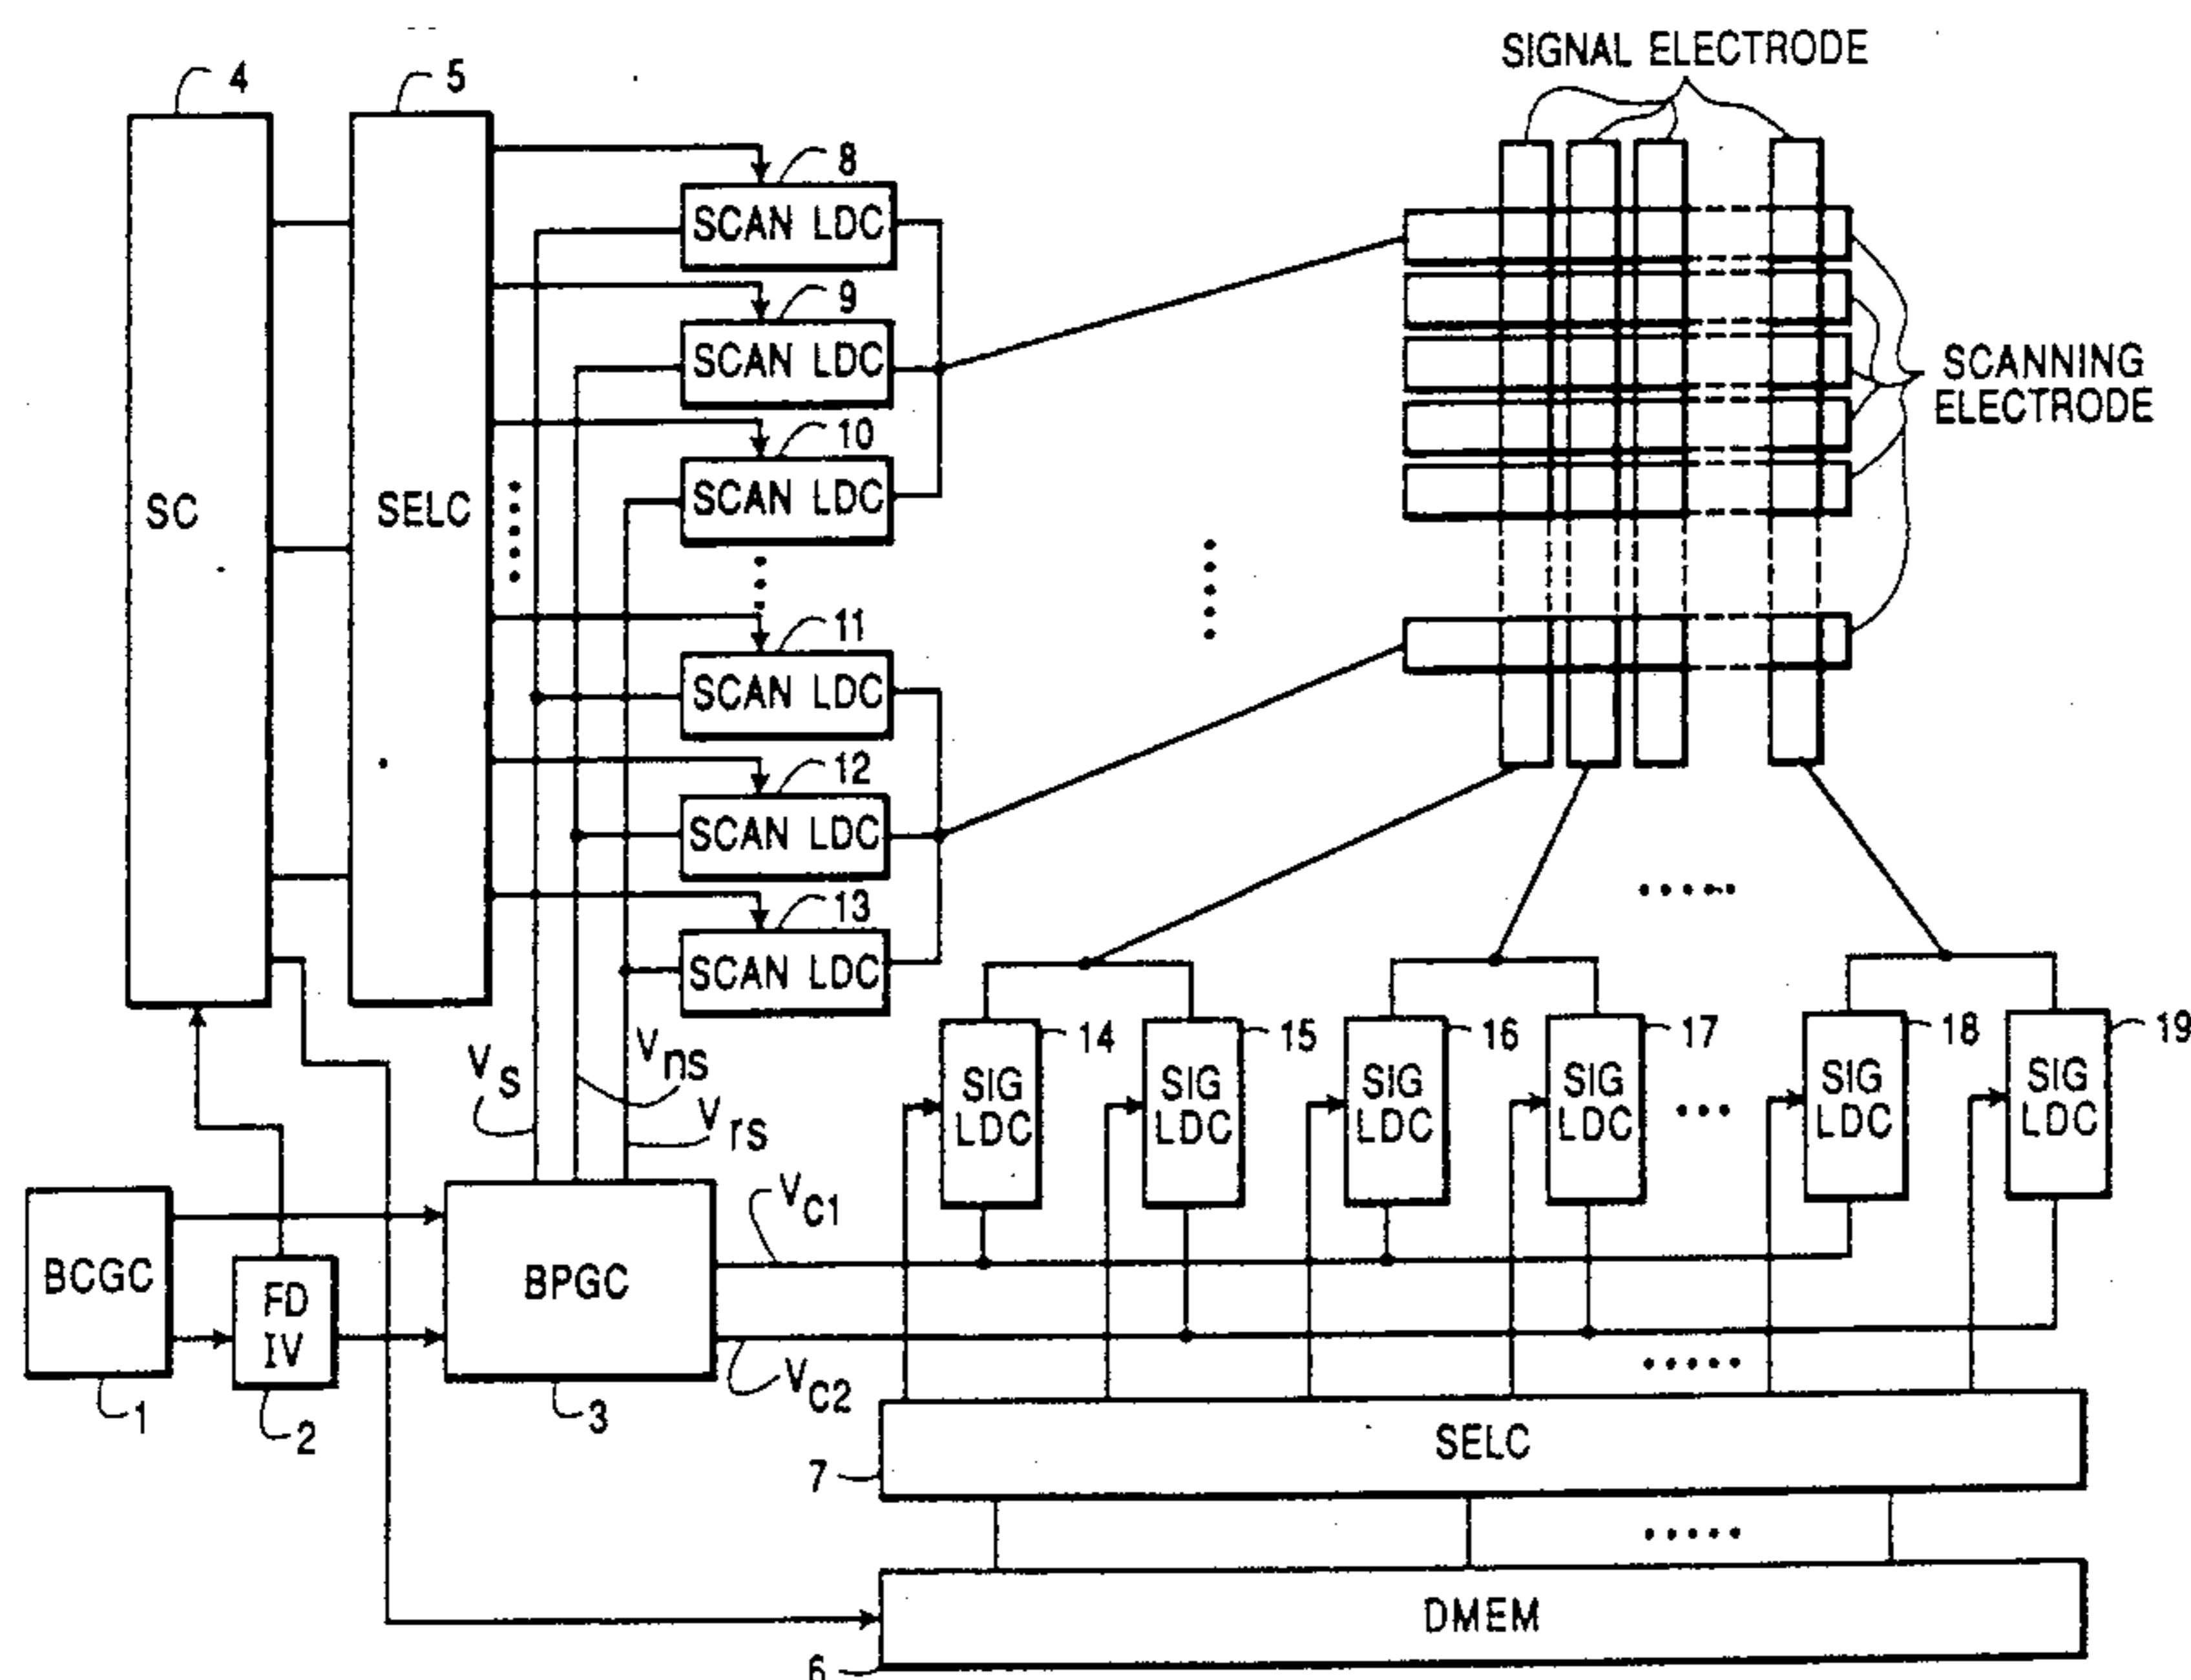 SIGNAL ELECTRODE
4
5
8
SCAN LDC
9
SCAN LDC
SCANNING
ELECTRODE
10
SC
SELC
SCAN LDC
11
SCAN LDC
12
SCAN LDC
13
SCAN LDC
14
15
16
17
18
19
Vs
Vns
Vrs
SIG
LDC
SIG
LDC
SIG
LDC
SIG
LDC
SIG
LDC
SIG
LDC
VC1
BCGC
FD
IV
BPGC
VC2
1
2
3
SELC
7
DMEM
6